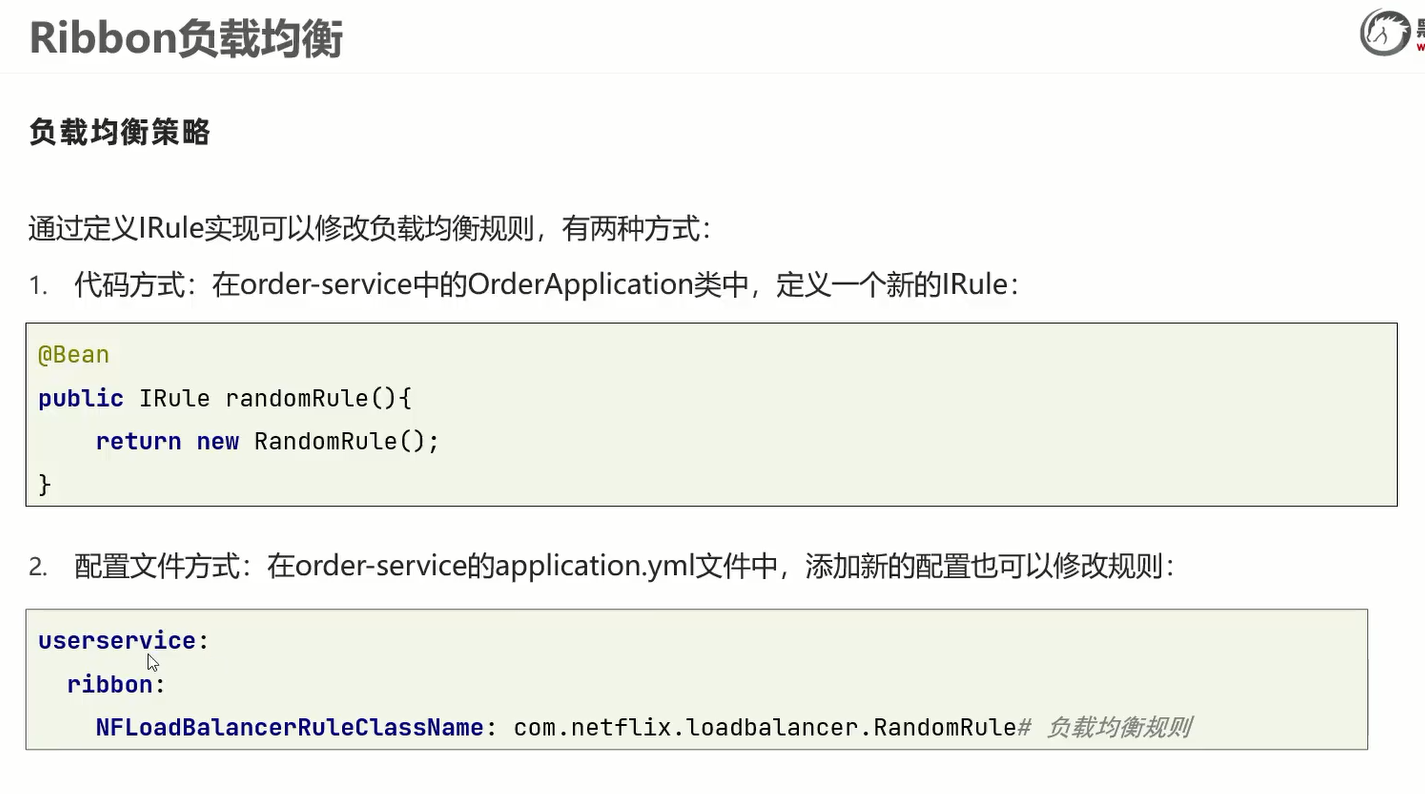 Ribbon负载均衡
负载均衡策略
通过定义IRule实现可以修改负载均衡规则，有两种方式：
1. 代码方式：在order-service中的OrderApplication类中，定义一个新的IRule：
@Bean
public IRule randomRule(){
    return new RandomRule();
}
2. 配置文件方式：在order-service的application.yml文件中，添加新的配置也可以修改规则：
userservice:
  ribbon:
    NFLoadBalancerRuleClassName: com.netflix.loadbalancer.RandomRule# 负载均衡规则